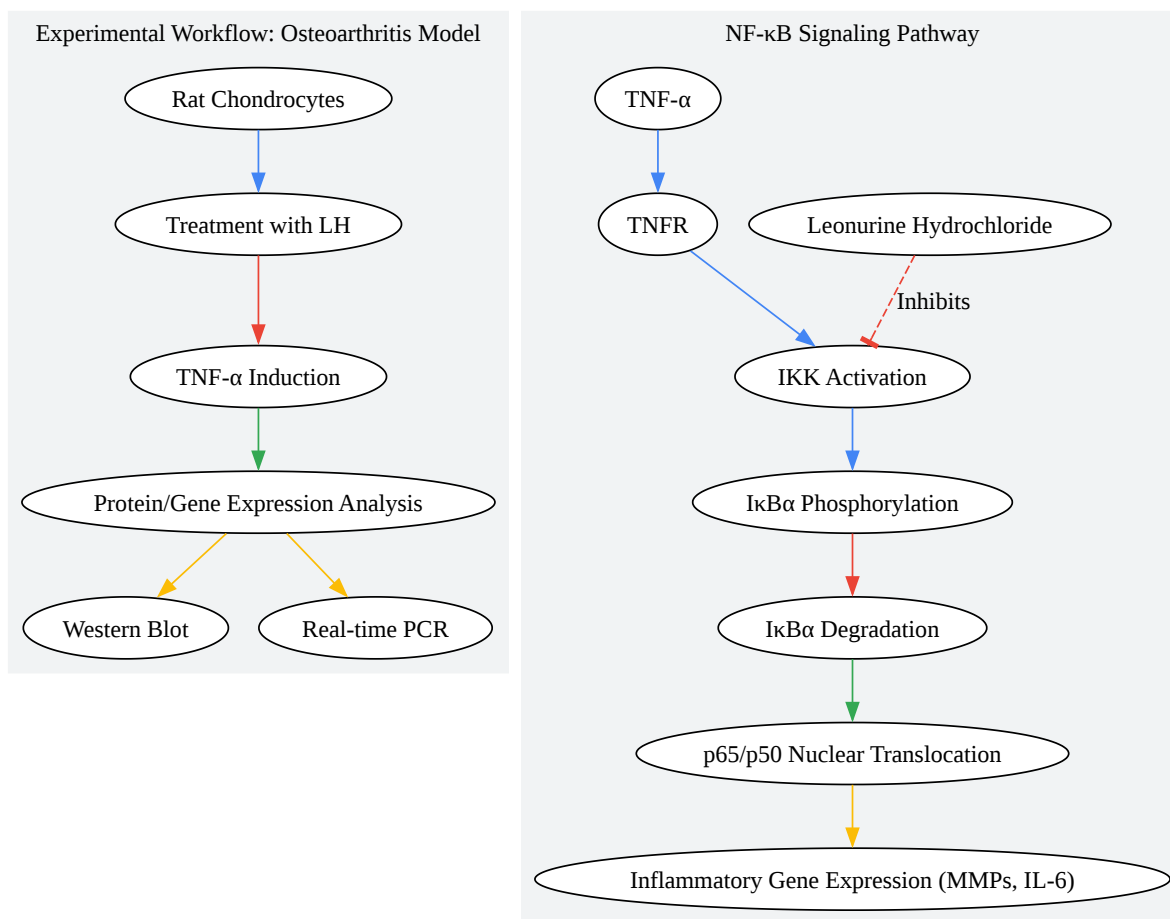 Experimental Workflow: Osteoarthritis Model
Rat Chondrocytes
Treatment with LH
TNF-α Induction
Protein/Gene Expression Analysis
Western Blot
Real-time PCR
NF-κB Signaling Pathway
TNF-α
TNFR
Leonurine Hydrochloride
Inhibits
IKK Activation
IκBα Phosphorylation
IκBα Degradation
p65/p50 Nuclear Translocation
Inflammatory Gene Expression (MMPs, IL-6)